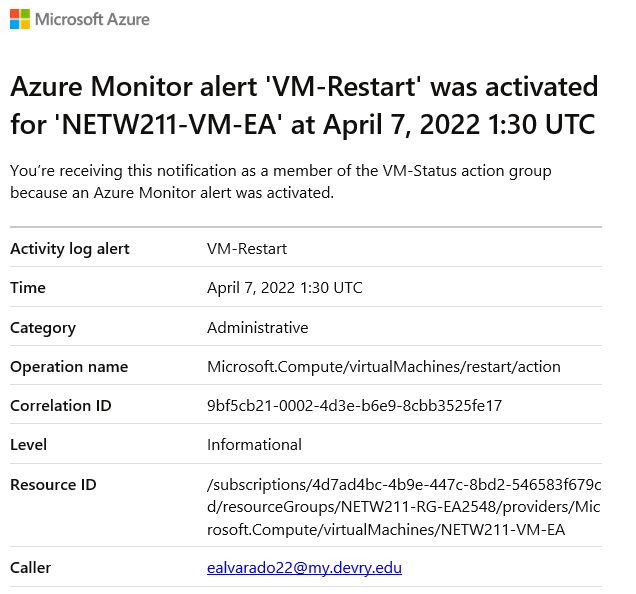 Microsoft Azure
Azure Monitor alert 'VM-Restart' was activated
for 'NETW211-VM-EA' at April 7, 2022 1:30 UTC
You’re receiving this notification as a member of the VM-Status action group
because an Azure Monitor alert was activated.
Activity log alert VM-Restart
Time April 7, 2022 1:30 UTC
Category Administrative
Operation name Microsoft.Compute/virtualMachines/restart/action
Correlation ID 9bf5cb21-0002-4d3e-b6e9-8cbb3525fe17
Level Informational
Resource ID /subscriptions/4d7ad4bc-4b9e-447c-8bd2-546583f679c
d/resourceGroups/NETW211-RG-EA2548/providers/Mic
rosoft.Compute/virtualMachines/NETW211-VM-EA
Caller ealvarado22@my.devry.edu